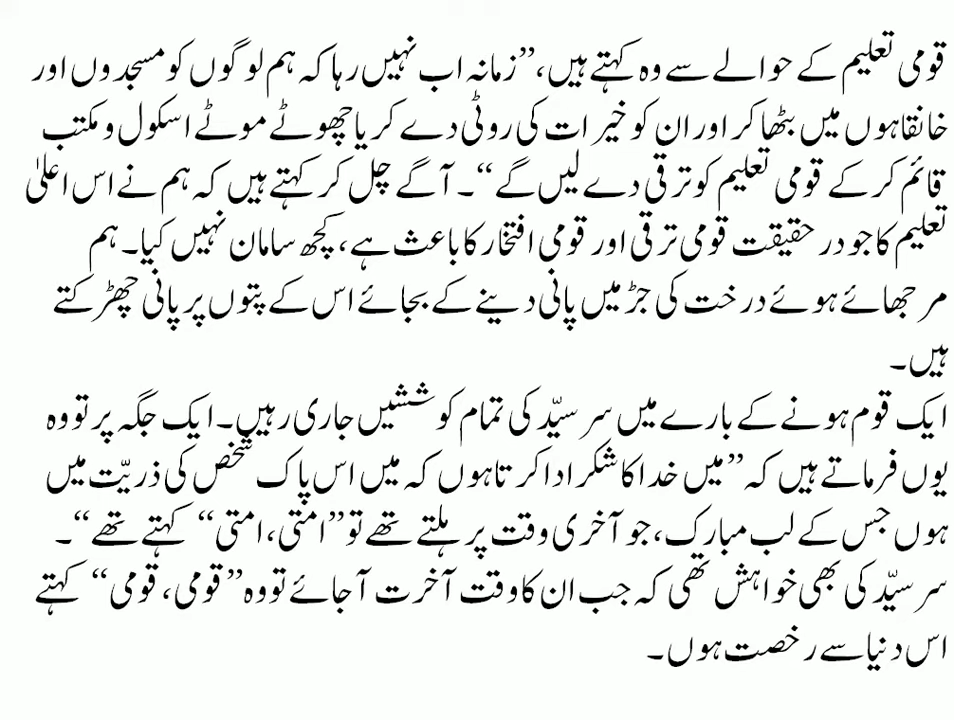 قومی تعلیم کے حوالے سے وہ کہتے ہیں، ’’زمانہ اب نہیں رہا کہ ہم لوگوں کو مسجدوں اور
خانقاہوں میں بٹھا کر اور ان کو خیرات کی روٹی دے کر یا چھوٹے موٹے اسکول و مکتب
قائم کر کے قومی تعلیم کو ترقی دے لیں گے‘‘۔ آگے چل کر کہتے ہیں کہ ہم نے اس اعلیٰ
تعلیم کا جو در حقیقت قومی ترقی اور قومی افتخار کا باعث ہے، کچھ سامان نہیں کیا۔ ہم
مرجھائے ہوئے درخت کی جڑ میں پانی دینے کے بجائے اس کے پتوں پر پانی چھڑکتے
ہیں۔
ایک قوم ہونے کے بارے میں سرسیّد کی تمام کوششیں جاری رہیں۔ ایک جگہ پر تو وہ
یوں فرماتے ہیں کہ ’’میں خدا کا شکر ادا کرتا ہوں کہ میں اس پاک شخص کی ذریّت میں
ہوں جس کے لب مبارک، جو آخری وقت پر ہلتے تھے تو ’’امتی، امتی‘‘ کہتے تھے‘‘۔
سرسیّد کی بھی خواہش تھی کہ جب ان کا وقت آخرت آجائے تو وہ ’’قومی، قومی‘‘ کہتے
اس دنیا سے رخصت ہوں۔